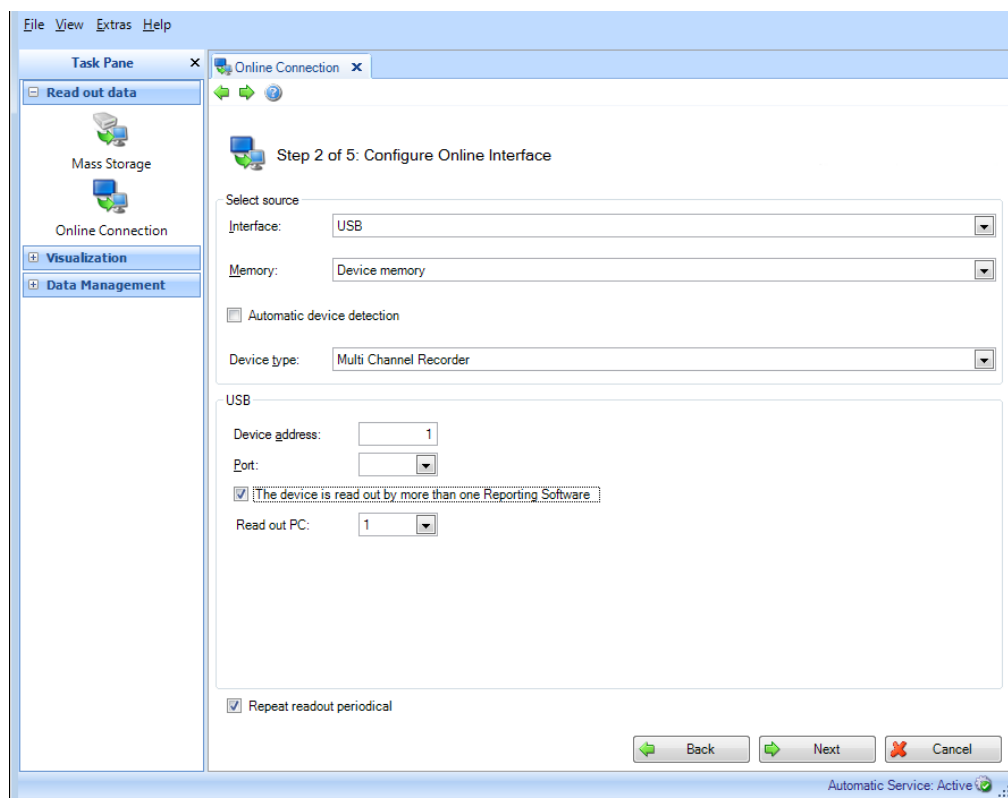 File View Extras Help
Task Pane
Read out data
Mass Storage
Online Connection
Visualization
Data Management
Online Connection
Step 2 of 5: Configure Online Interface
Select source
Interface: USB
Memory: Device memory
Automatic device detection
Device type: Multi Channel Recorder
USB
Device address: 1
Port:
The device is read out by more than one Reporting Software
Read out PC: 1
Repeat readout periodical
Back Next Cancel
Automatic Service: Active